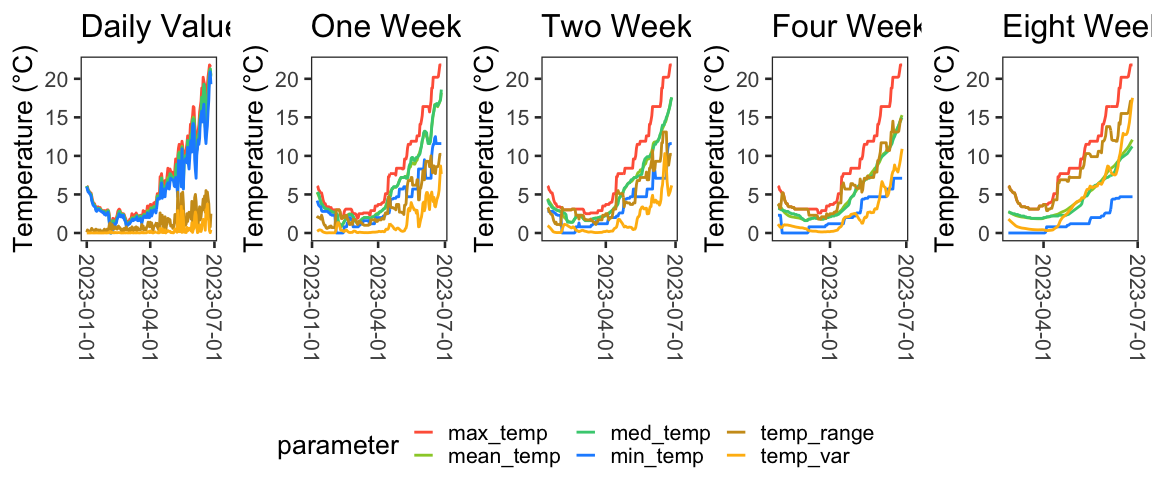 Daily Value
One Week
Two Week
Four Week
Eight Week
Temperature (°C)
20
15
10
5
0
2023-01-01
2023-04-01
2023-07-01
Temperature (°C)
20
15
10
5
0
2023-01-01
2023-04-01
2023-07-01
Temperature (°C)
20
15
10
5
0
2023-04-01
2023-07-01
Temperature (°C)
20
15
10
5
0
2023-04-01
2023-07-01
Temperature (°C)
20
15
10
5
0
2023-04-01
2023-07-01
parameter
max_temp
mean_temp
med_temp
min_temp
temp_range
temp_var